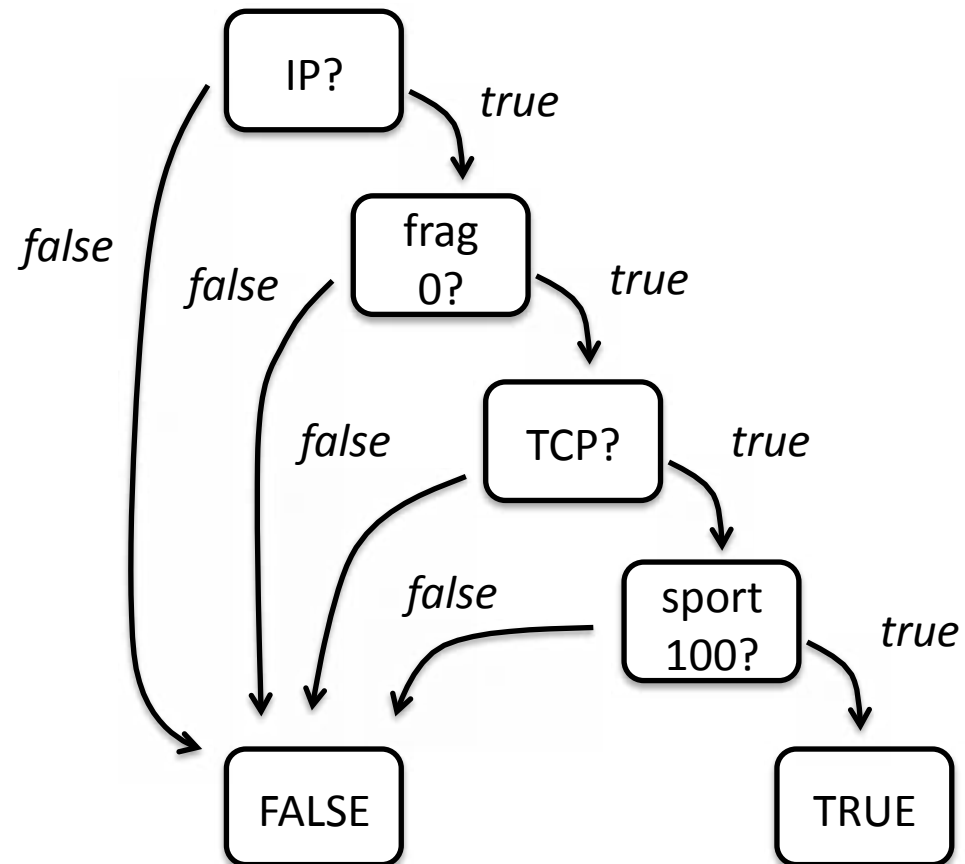 IP?
true
false
frag
0?
false
true
TCP?
false
true
sport
100?
false
true
FALSE
TRUE